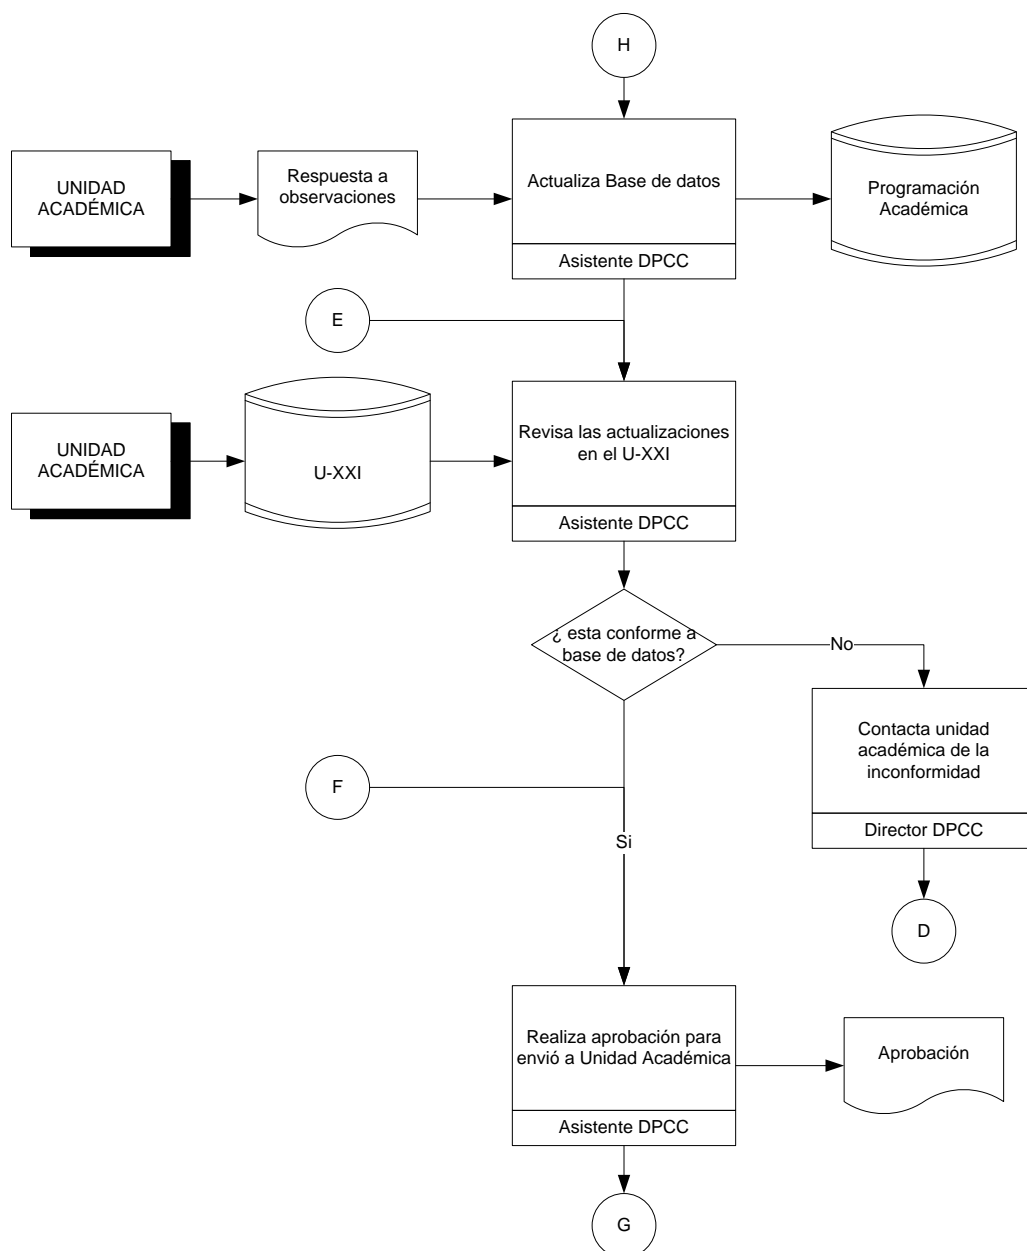 H
UNIDAD
ACADÉMICA
Respuesta a
observaciones
Actualiza Base de datos
Asistente DPCC
Programación
Académica
E
UNIDAD
ACADÉMICA
U-XXI
Revisa las actualizaciones
en el U-XXI
Asistente DPCC
¿ esta conforme a
base de datos?
No
Contacta unidad
académica de la
inconformidad
Director DPCC
F
Si
D
Realiza aprobación para
envió a Unidad Académica
Asistente DPCC
Aprobación
G